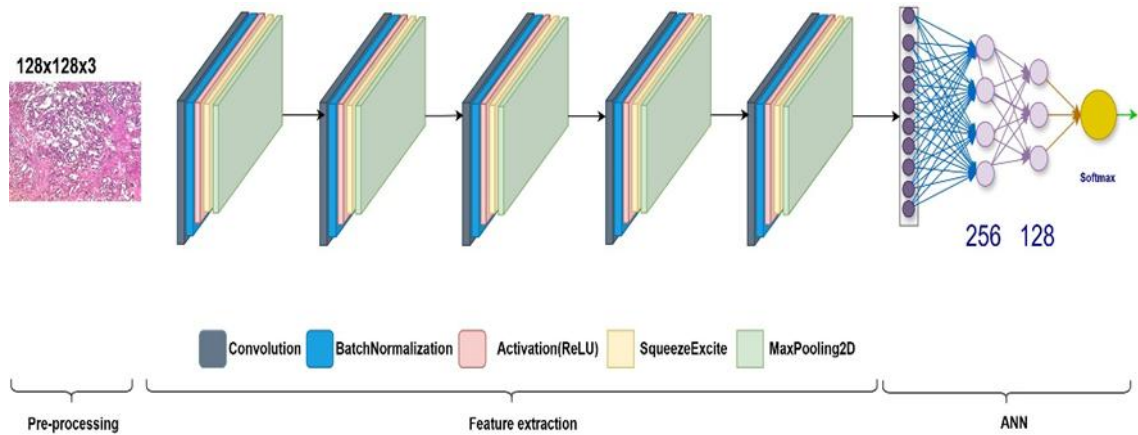 128x128x3
Softmax
256 128
Convolution BatchNormalization Activation(ReLU) SqueezeExcite MaxPooling2D
Pre-processing Feature extraction ANN